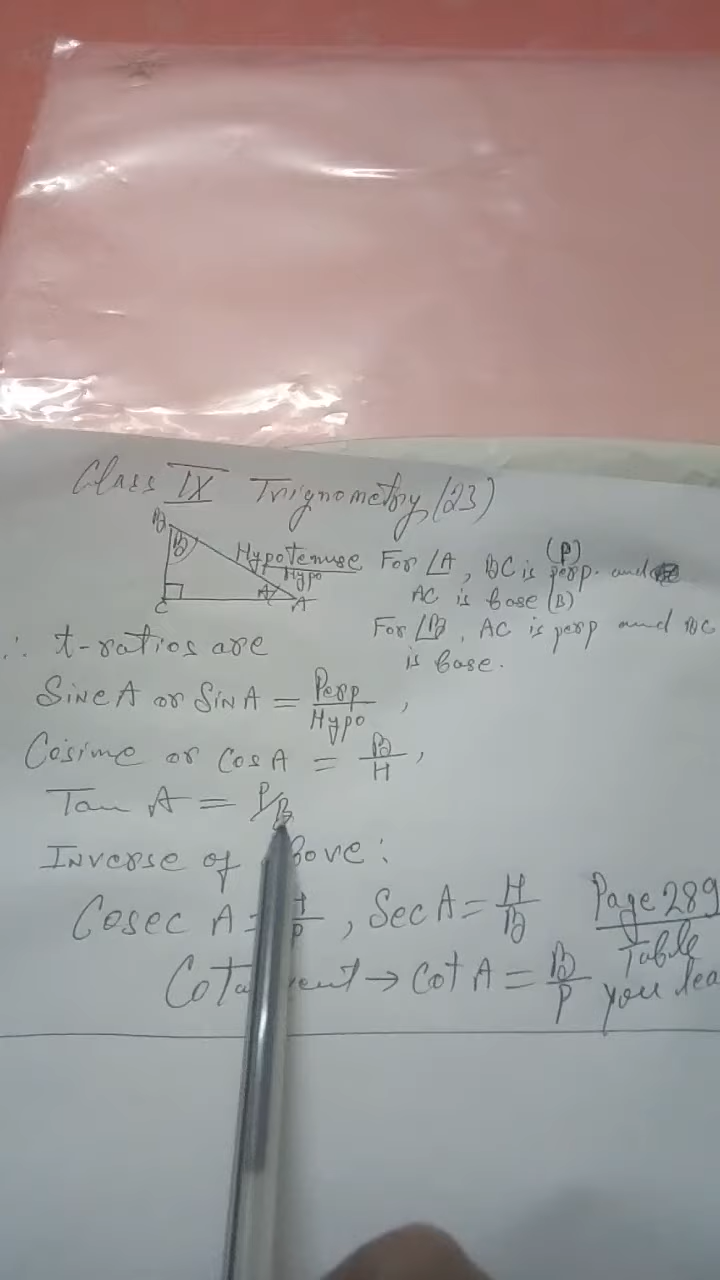 Class IX Trignometry (23)
B
B
Hypotenuse
Hypo
A
A
C
For ∠A, BC is perp. and
(P)
AC is base (B)
For ∠B, AC is perp and BC
is base.
∴ t-ratios are
Sine A or Sin A = Perp/Hypo,
Cosine or Cos A = B/H,
Tan A = P/B
Inverse of above:
Cosec A = H/P, Sec A = H/B
Page 289
Table
Cot → Cot A = B/P
you lea